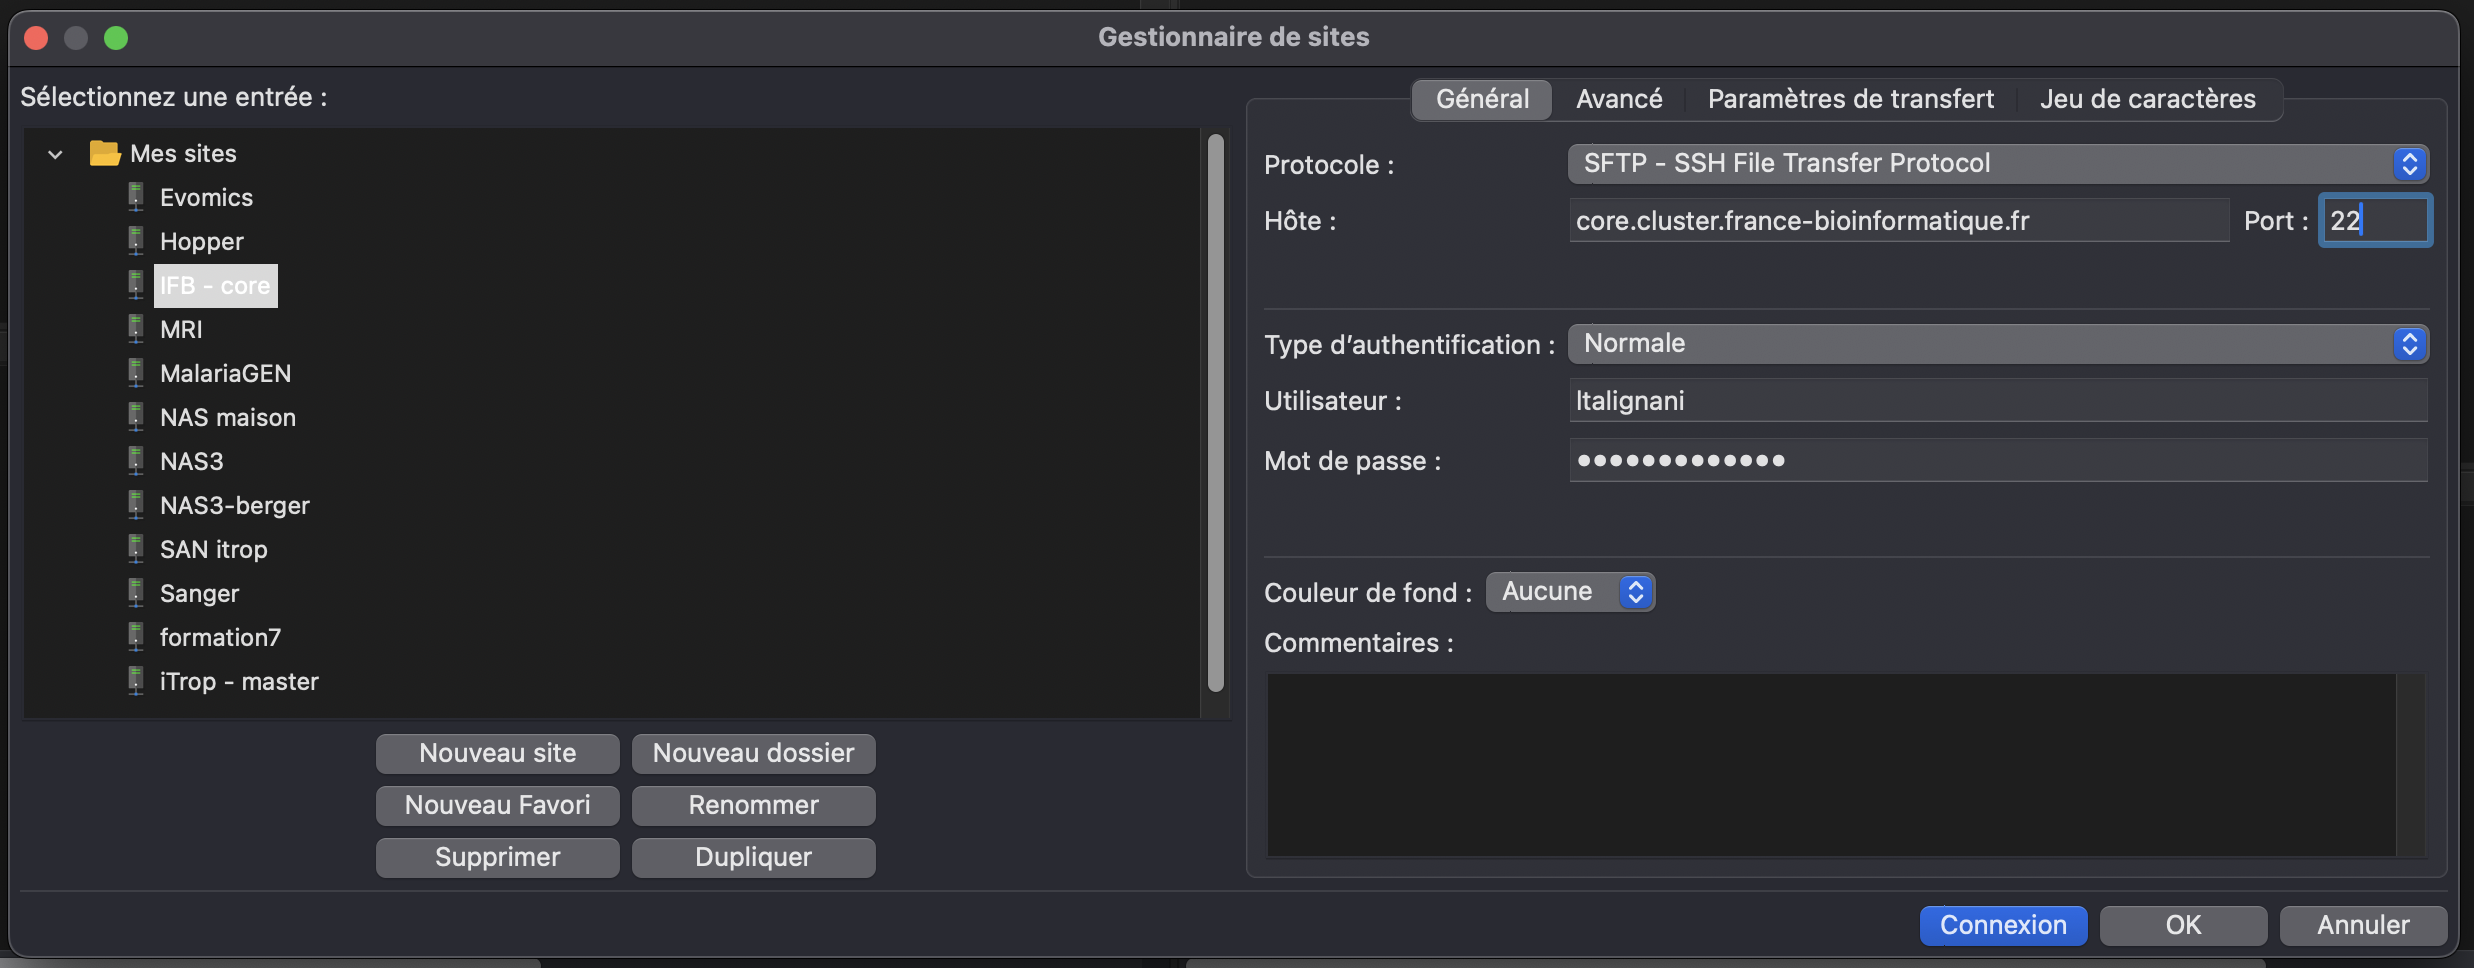 Gestionnaire de sites
Sélectionnez une entrée :
Mes sites
Evomics
Hopper
IFB - core
MRI
MalariaGEN
NAS maison
NAS3
NAS3-berger
SAN itrop
Sanger
formation7
iTrop - master
Nouveau site
Nouveau dossier
Nouveau Favori
Renommer
Supprimer
Dupliquer
Général
Avancé
Paramètres de transfert
Jeu de caractères
Protocole :
SFTP - SSH File Transfer Protocol
Hôte :
core.cluster.france-bioinformatique.fr
Port :
22
Type d’authentification :
Normale
Utilisateur :
ltalignani
Mot de passe :
●●●●●●●●●●●●●
Couleur de fond :
Aucune
Commentaires :
Connexion
OK
Annuler